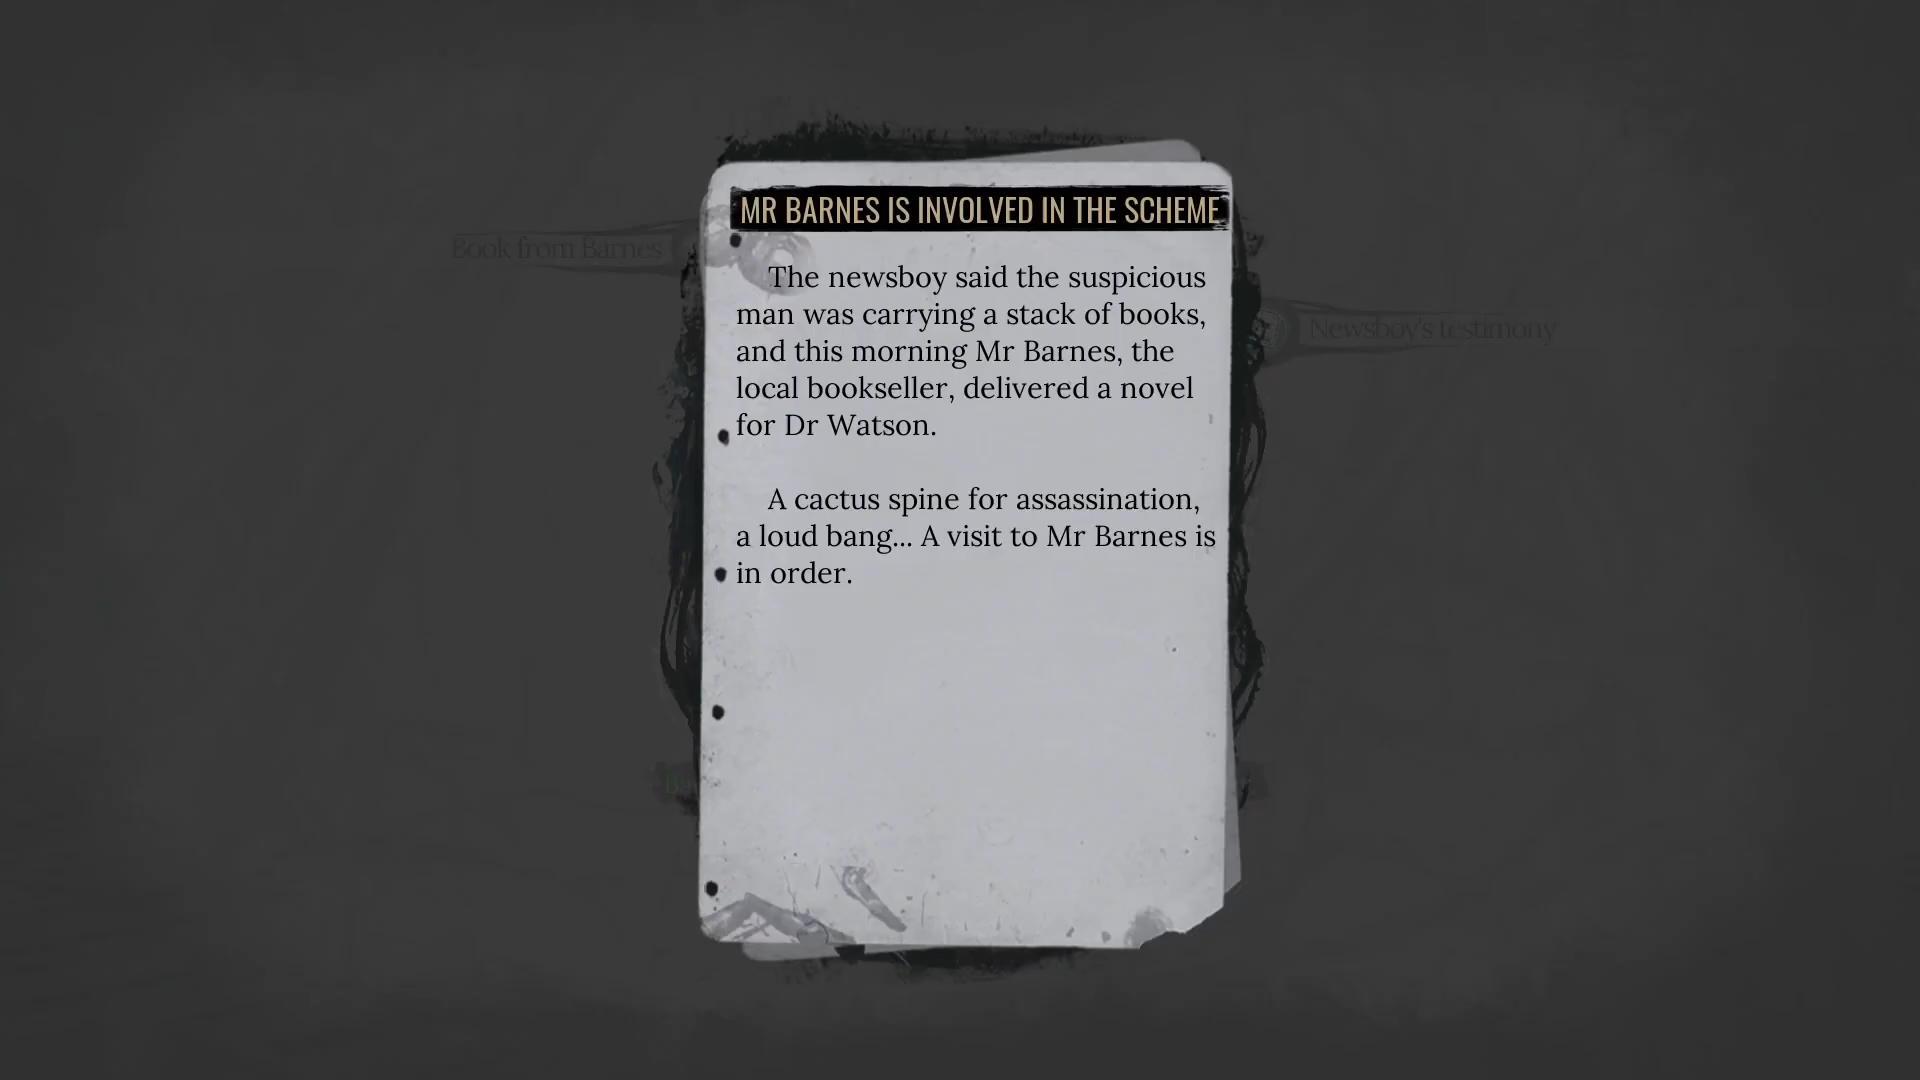 MR BARNES IS INVOLVED IN THE SCHEME
Book from Barnes
The newsboy said the suspicious
man was carrying a stack of books,
and this morning Mr Barnes, the
local bookseller, delivered a novel
for Dr Watson.
Newsboy's testimony
A cactus spine for assassination,
a loud bang... A visit to Mr Barnes is
in order.